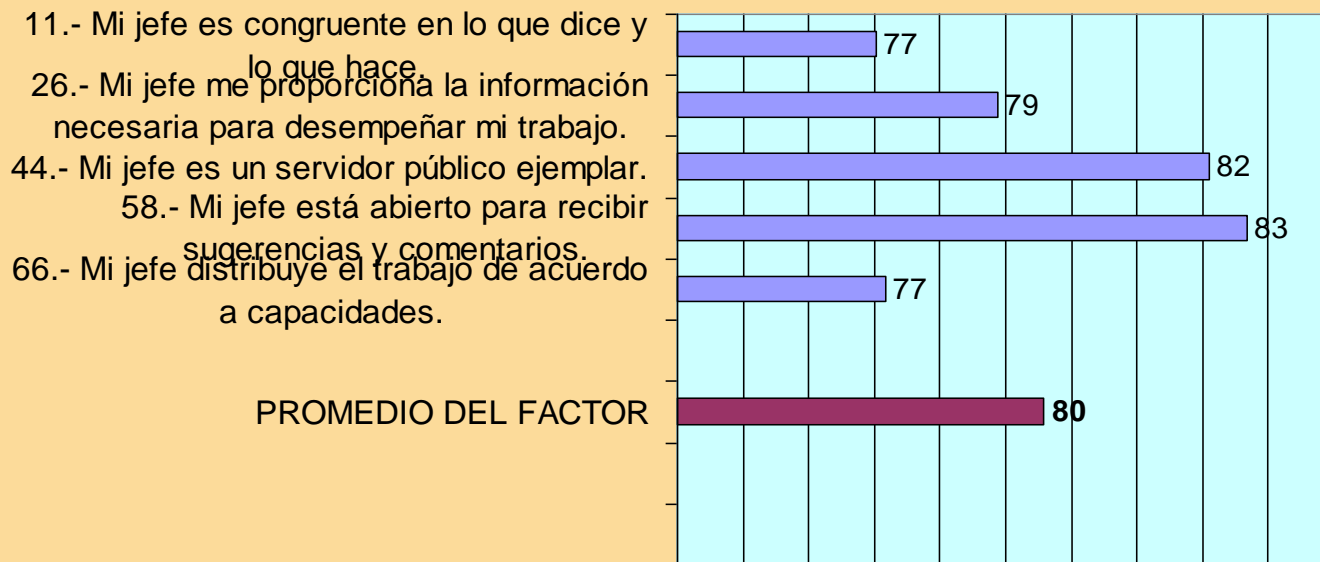 11.- Mi jefe es congruente en lo que dice y
lo que hace.
77
26.- Mi jefe me proporciona la información
necesaria para desempeñar mi trabajo.
79
44.- Mi jefe es un servidor público ejemplar.
82
58.- Mi jefe está abierto para recibir
sugerencias y comentarios.
83
66.- Mi jefe distribuye el trabajo de acuerdo
a capacidades.
77
PROMEDIO DEL FACTOR
80